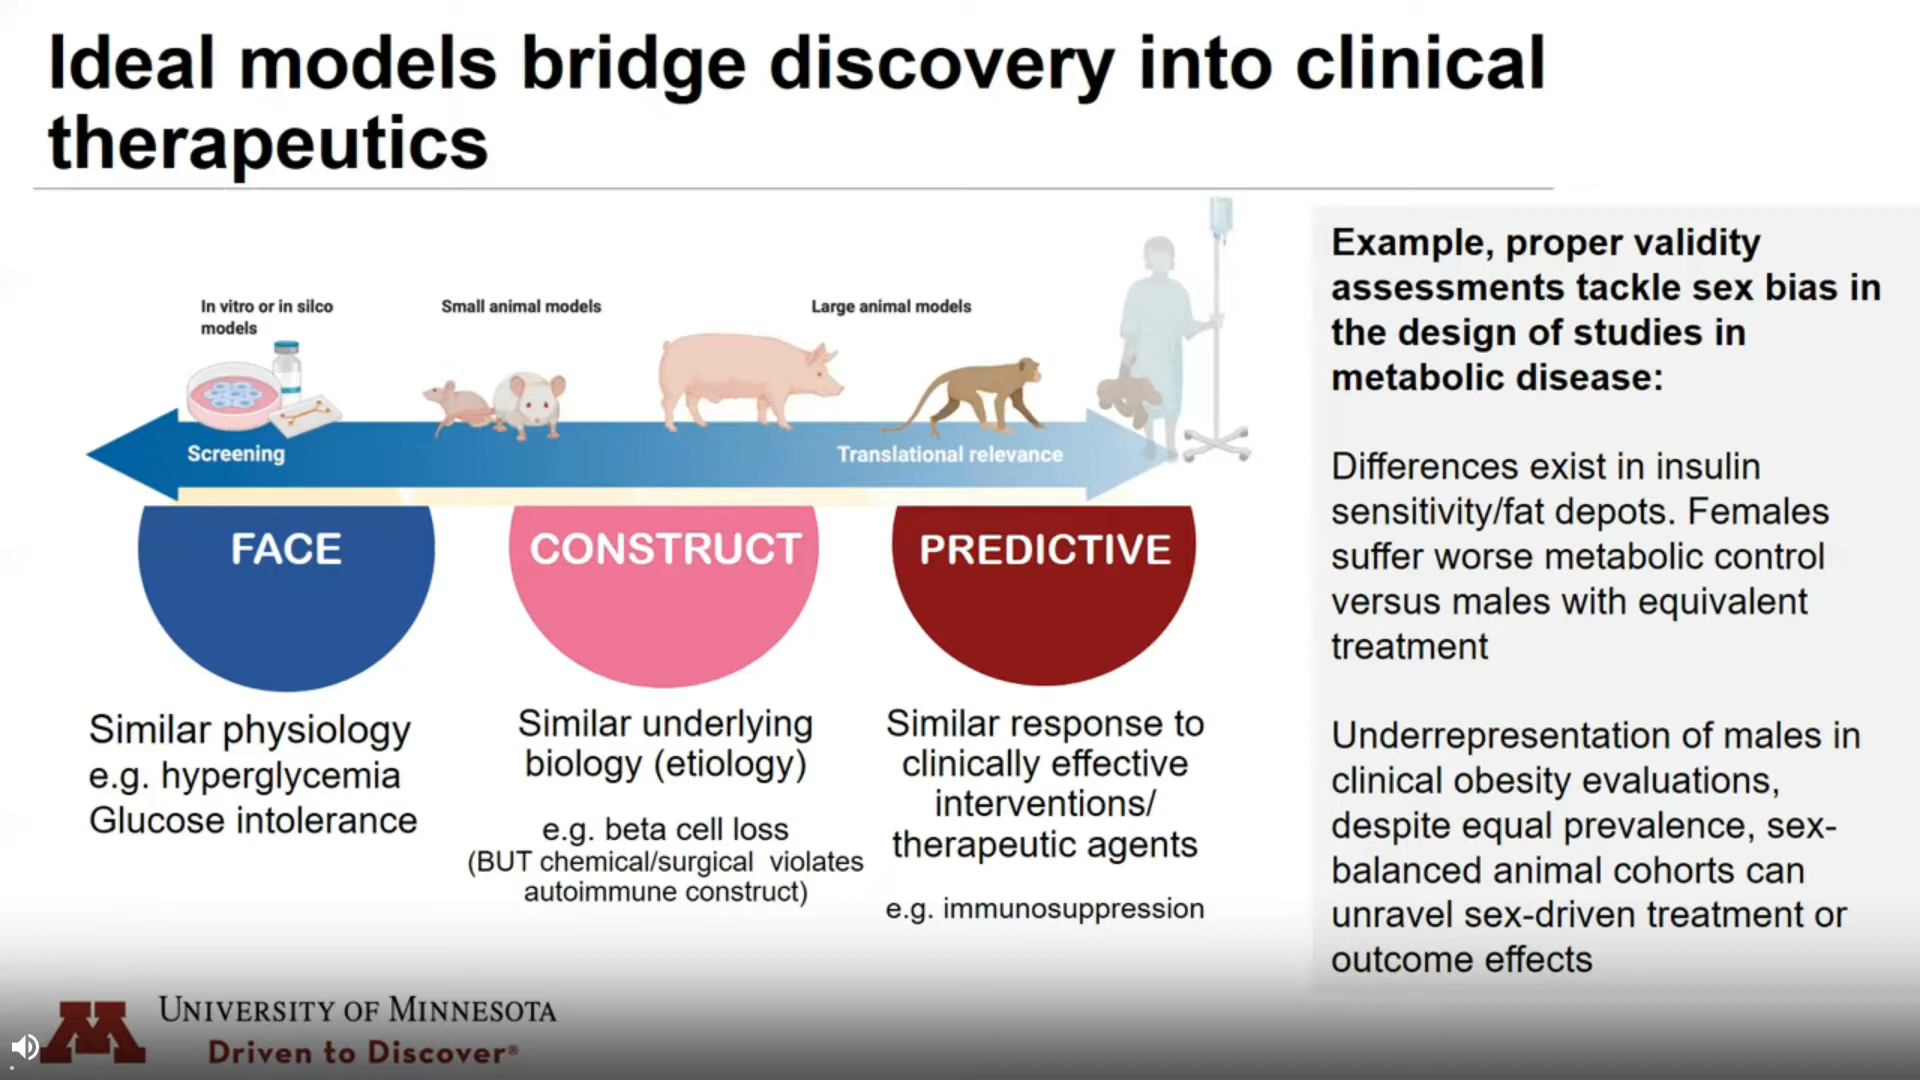 Ideal models bridge discovery into clinical
therapeutics
In vitro or in silco
models
Small animal models
Large animal models
Screening
Translational relevance
FACE
CONSTRUCT
PREDICTIVE
Similar physiology
e.g. hyperglycemia
Glucose intolerance
Similar underlying
biology (etiology)
e.g. beta cell loss
(BUT chemical/surgical violates
autoimmune construct)
Similar response to
clinically effective
interventions/
therapeutic agents
e.g. immunosuppression
Example, proper validity
assessments tackle sex bias in
the design of studies in
metabolic disease:
Differences exist in insulin
sensitivity/fat depots. Females
suffer worse metabolic control
versus males with equivalent
treatment
Underrepresentation of males in
clinical obesity evaluations,
despite equal prevalence, sex-
balanced animal cohorts can
unravel sex-driven treatment or
outcome effects
M
UNIVERSITY OF MINNESOTA
Driven to Discover®